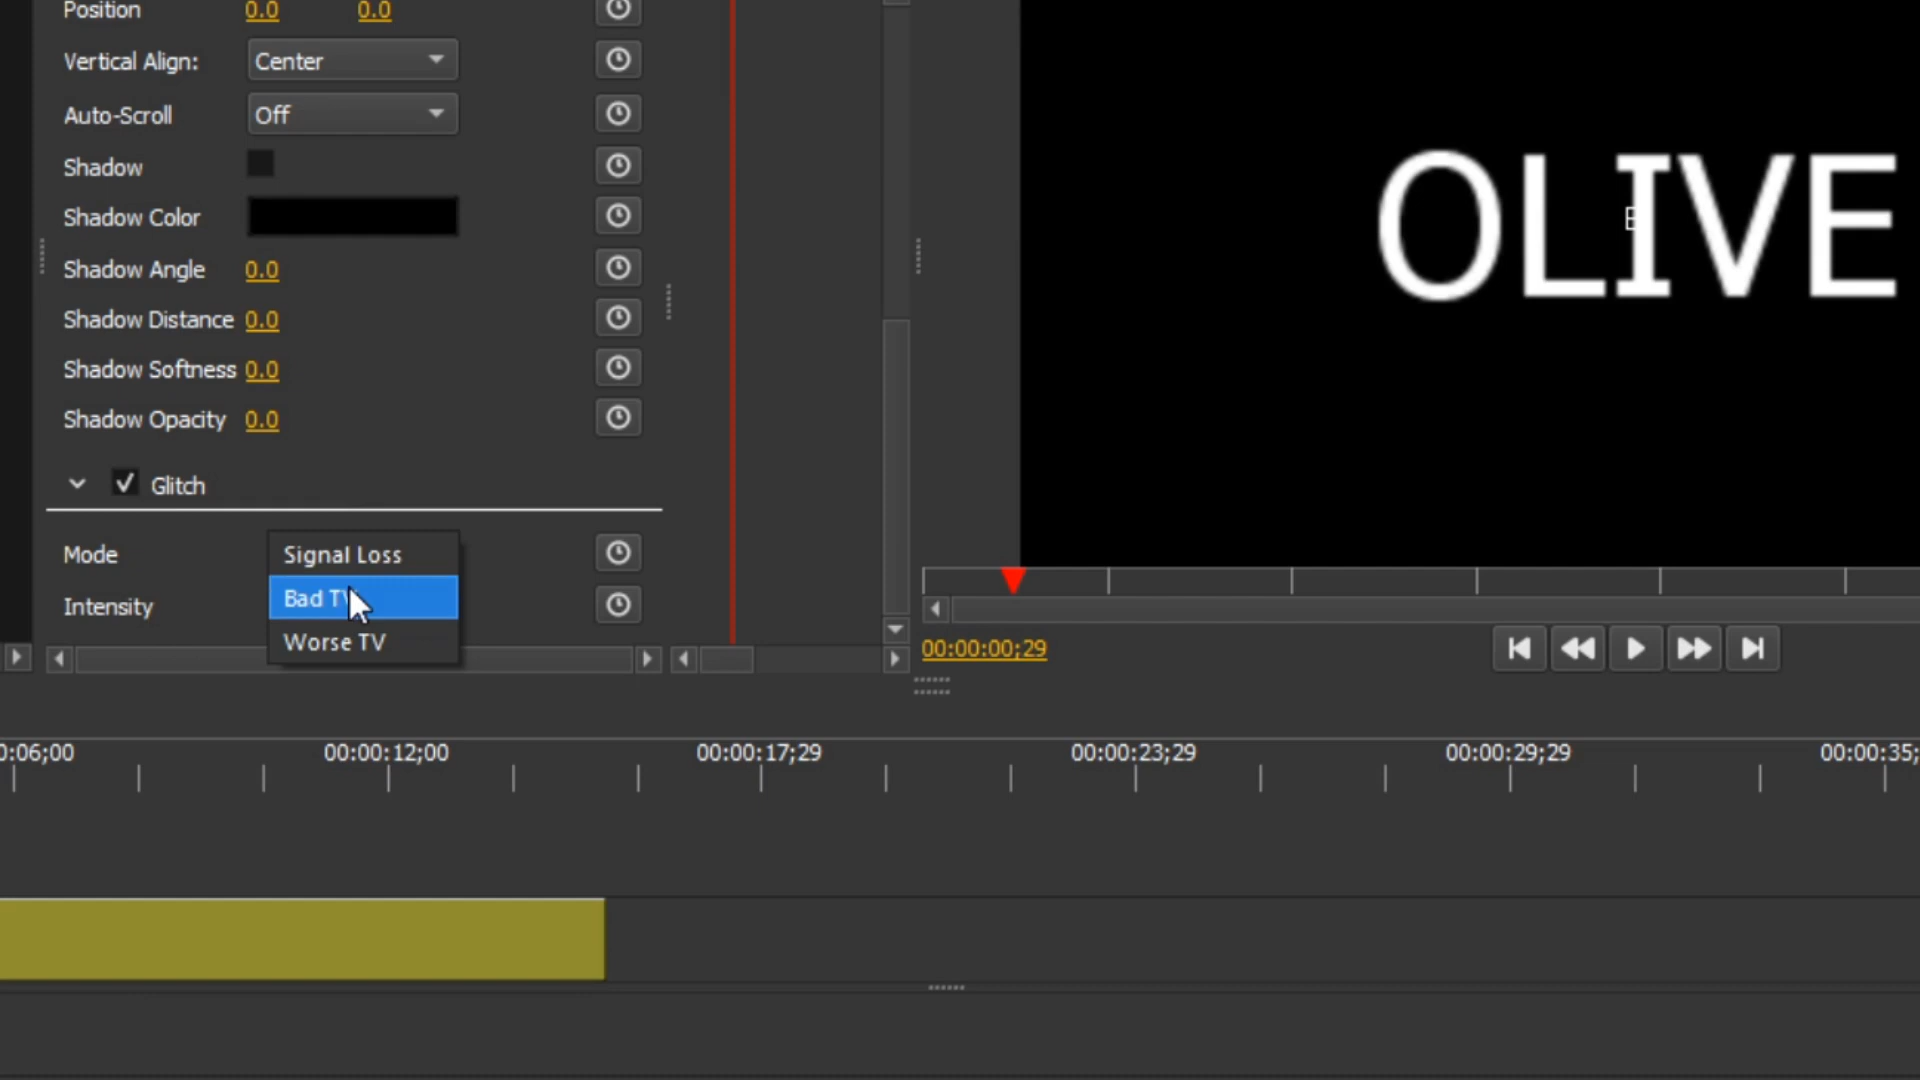 Position 0.0 0.0
Vertical Align: Center
Auto-Scroll Off
Shadow
Shadow Color
Shadow Angle 0.0
Shadow Distance 0.0
Shadow Softness 0.0
Shadow Opacity 0.0
Glitch
Mode Signal Loss
Bad TV
Intensity
Worse TV
OLIVE
00:00:00;29
0:06;00 00:00:12;00 00:00:17;29 00:00:23;29 00:00:29;29 00:00:35;